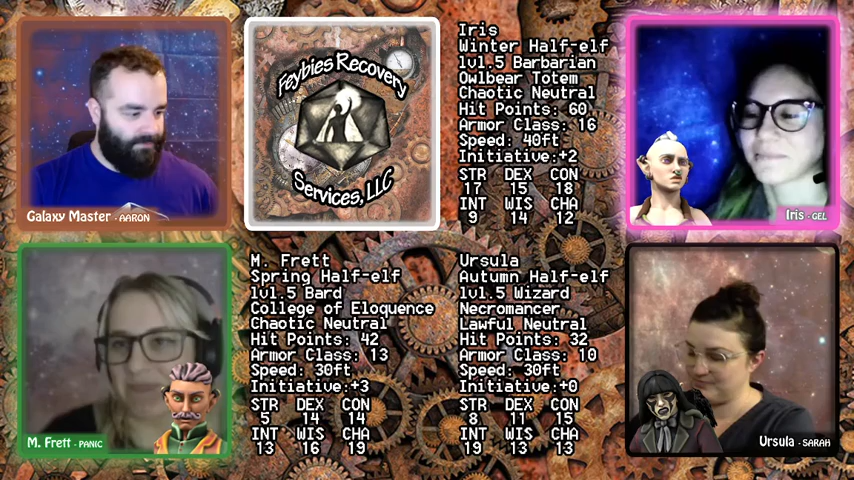 Feybies Recovery
Services, LLC
Galaxy Master - AARON
Iris
Winter Half-elf
lvl.5 Barbarian
Owlbear Totem
Chaotic Neutral
Hit Points: 60
Armor Class: 16
Speed: 40ft
Initiative:+2
STR DEX CON
17 15 18
INT WIS CHA
9 14 12
Iris - GEL
M. Frett - PANIC
M. Frett
Spring Half-elf
lvl.5 Bard
College of Eloquence
Chaotic Neutral
Hit Points: 42
Armor Class: 13
Speed: 30ft
Initiative:+3
STR DEX CON
5 14 14
INT WIS CHA
13 16 19
Ursula
Autumn Half-elf
lvl.5 Wizard
Necromancer
Lawful Neutral
Hit Points: 32
Armor Class: 10
Speed: 30ft
Initiative:+0
STR DEX CON
8 11 15
INT WIS CHA
19 13 13
Ursula - SARAH